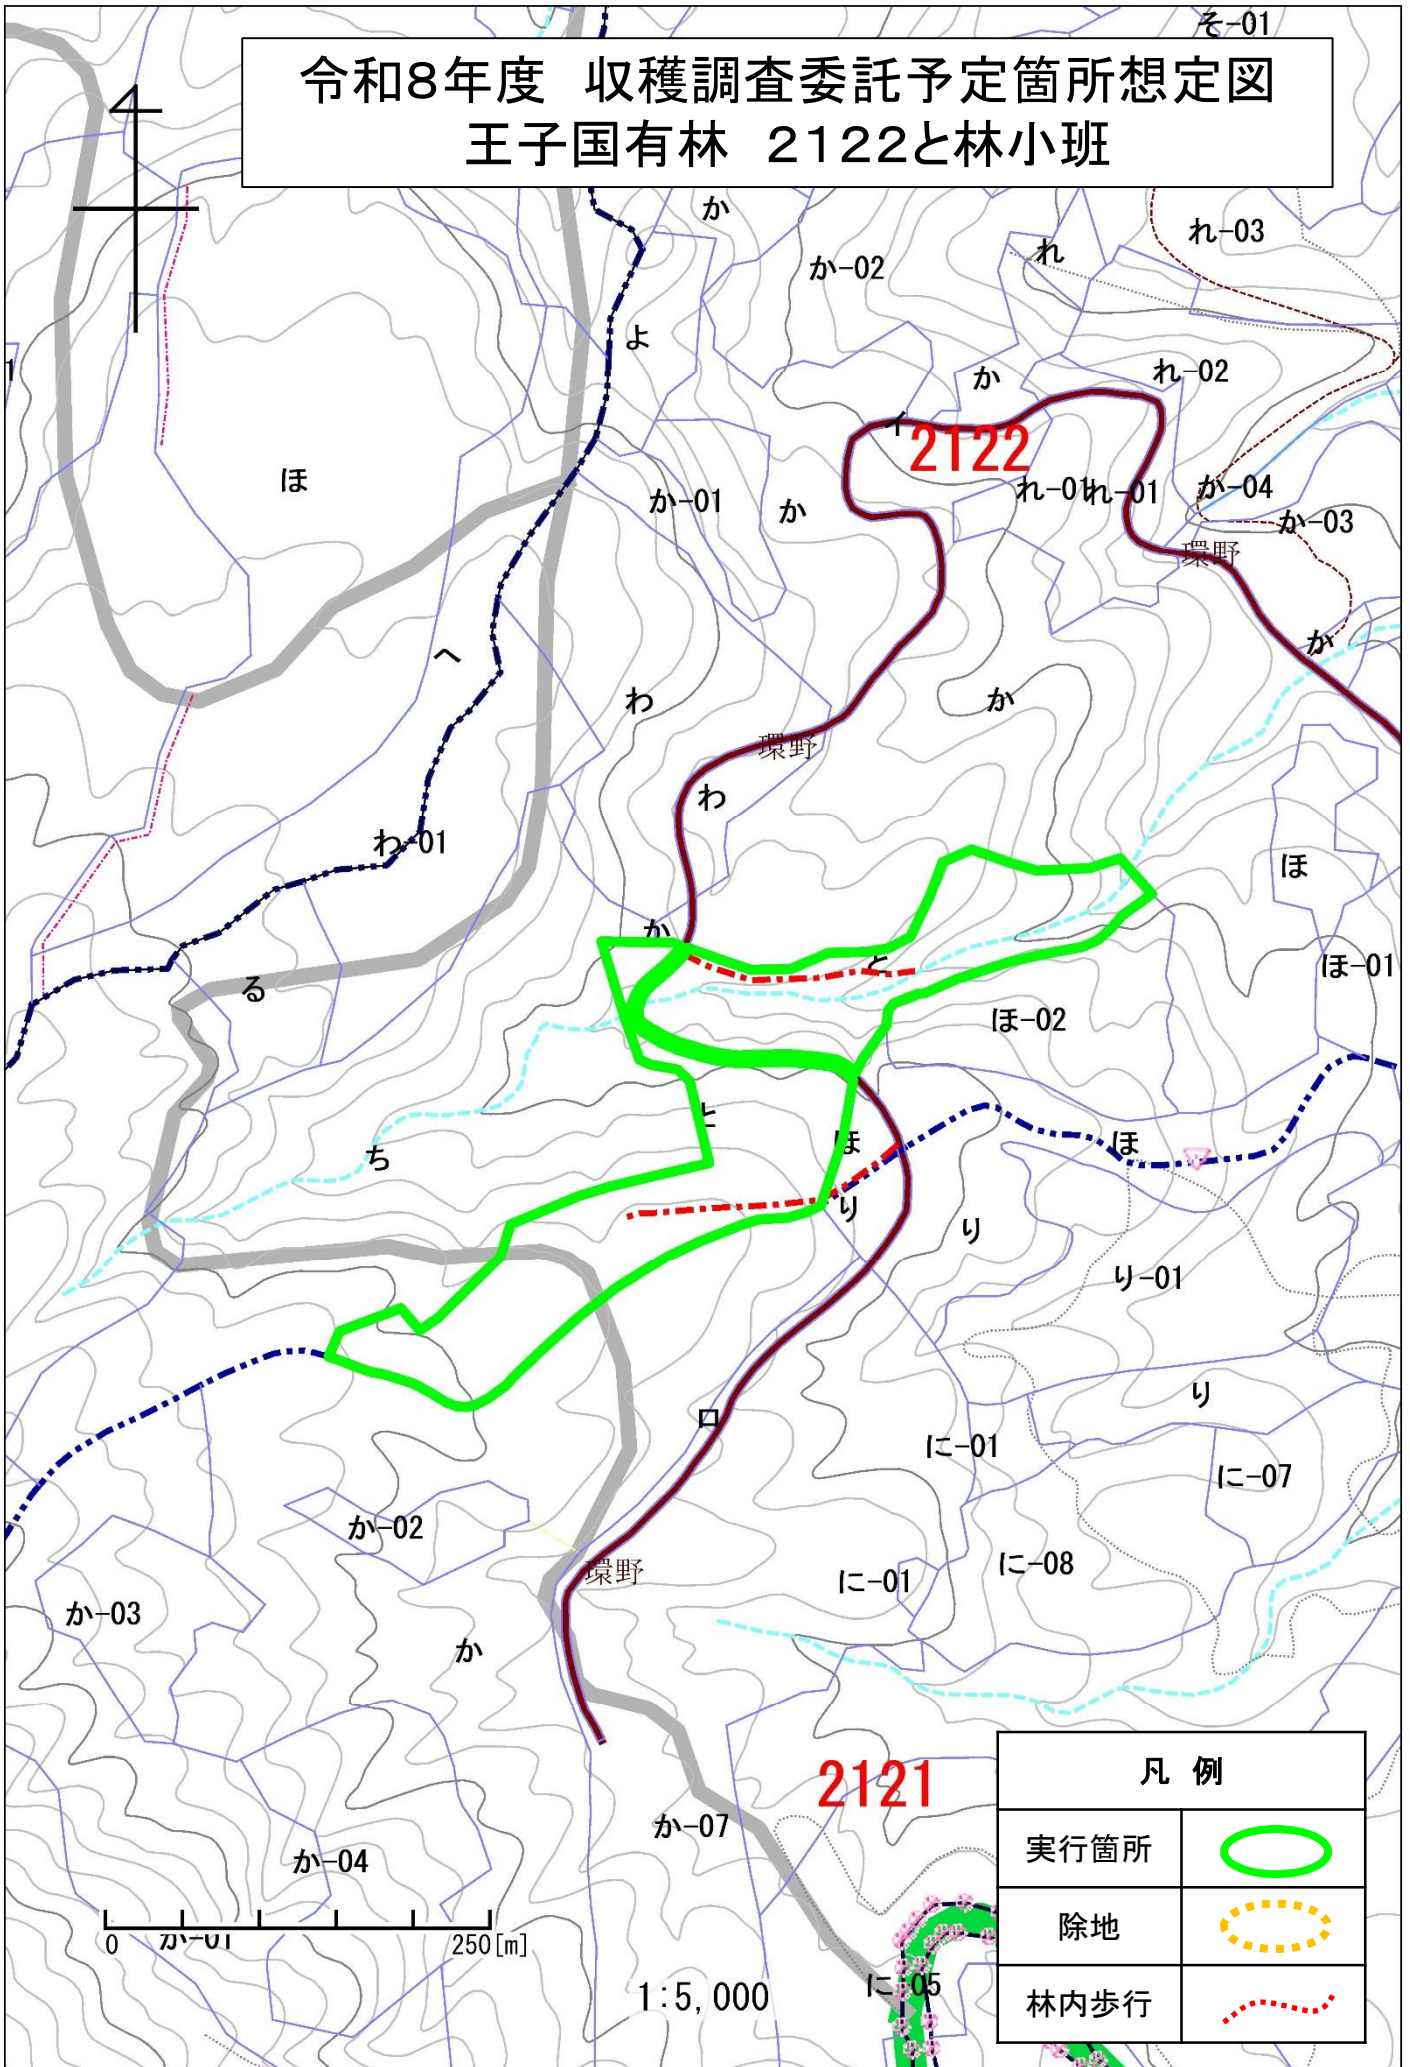 そ-01
令和8年度　収穫調査委託予定箇所想定図
王子国有林　2122と林小班
か
れ-03
れ
か-02
よ
1
れ-02
か
イ
2122
ほ
か-01
か
れ-01
れ-01
か-04
か-03
環野
か
へ
わ
か
環野
わ
わ-01
ほ
か
と
ほ-01
る
ほ-02
と
ほ
ほ
ち
り
り
り-01
り
ロ
に-01
に-07
か-02
環野
に-01
に-08
か-03
か
2121
か-07
か-04
か-01
0
250[m]
1:5,000
に-05
凡 例
実行箇所
除地
林内歩行